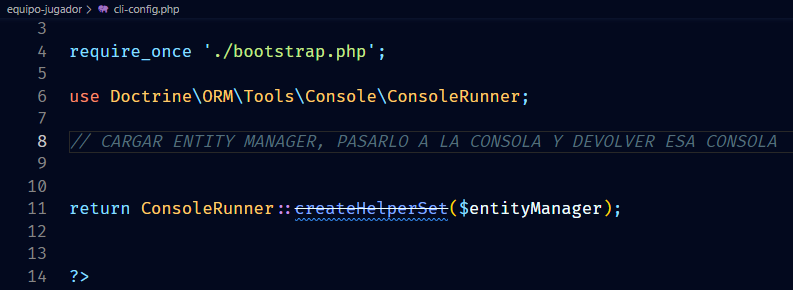 equipo-jugador > cli-config.php
3
4 require_once './bootstrap.php';
5
6 use Doctrine\ORM\Tools\Console\ConsoleRunner;
7
8 // CARGAR ENTITY MANAGER, PASARLO A LA CONSOLA Y DEVOLVER ESA CONSOLA
9
10
11 return ConsoleRunner::createHelperSet($entityManager);
12
13
14 ?>